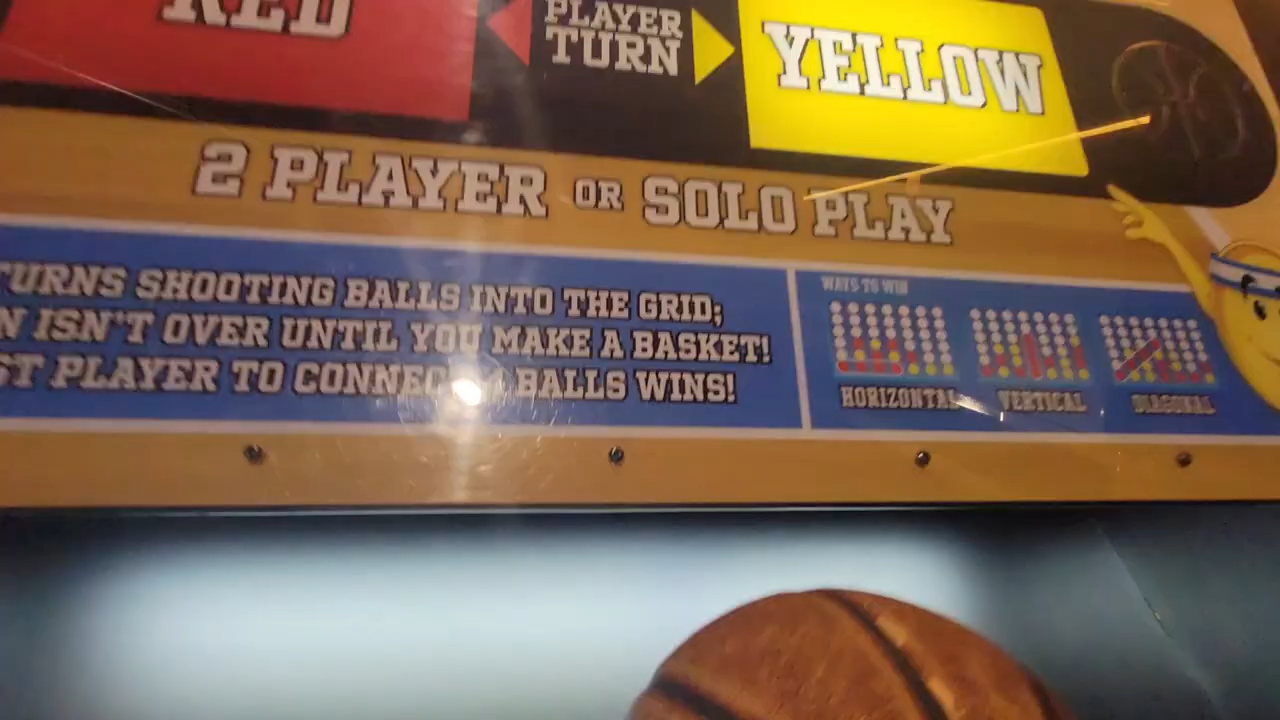 RED
PLAYER
TURN
YELLOW
2 PLAYER OR SOLO PLAY
TURNS SHOOTING BALLS INTO THE GRID;
N ISN'T OVER UNTIL YOU MAKE A BASKET!
ST PLAYER TO CONNEC BALLS WINS!
WAYS TO WIN
HORIZONTAL
VERTICAL
DIAGONAL